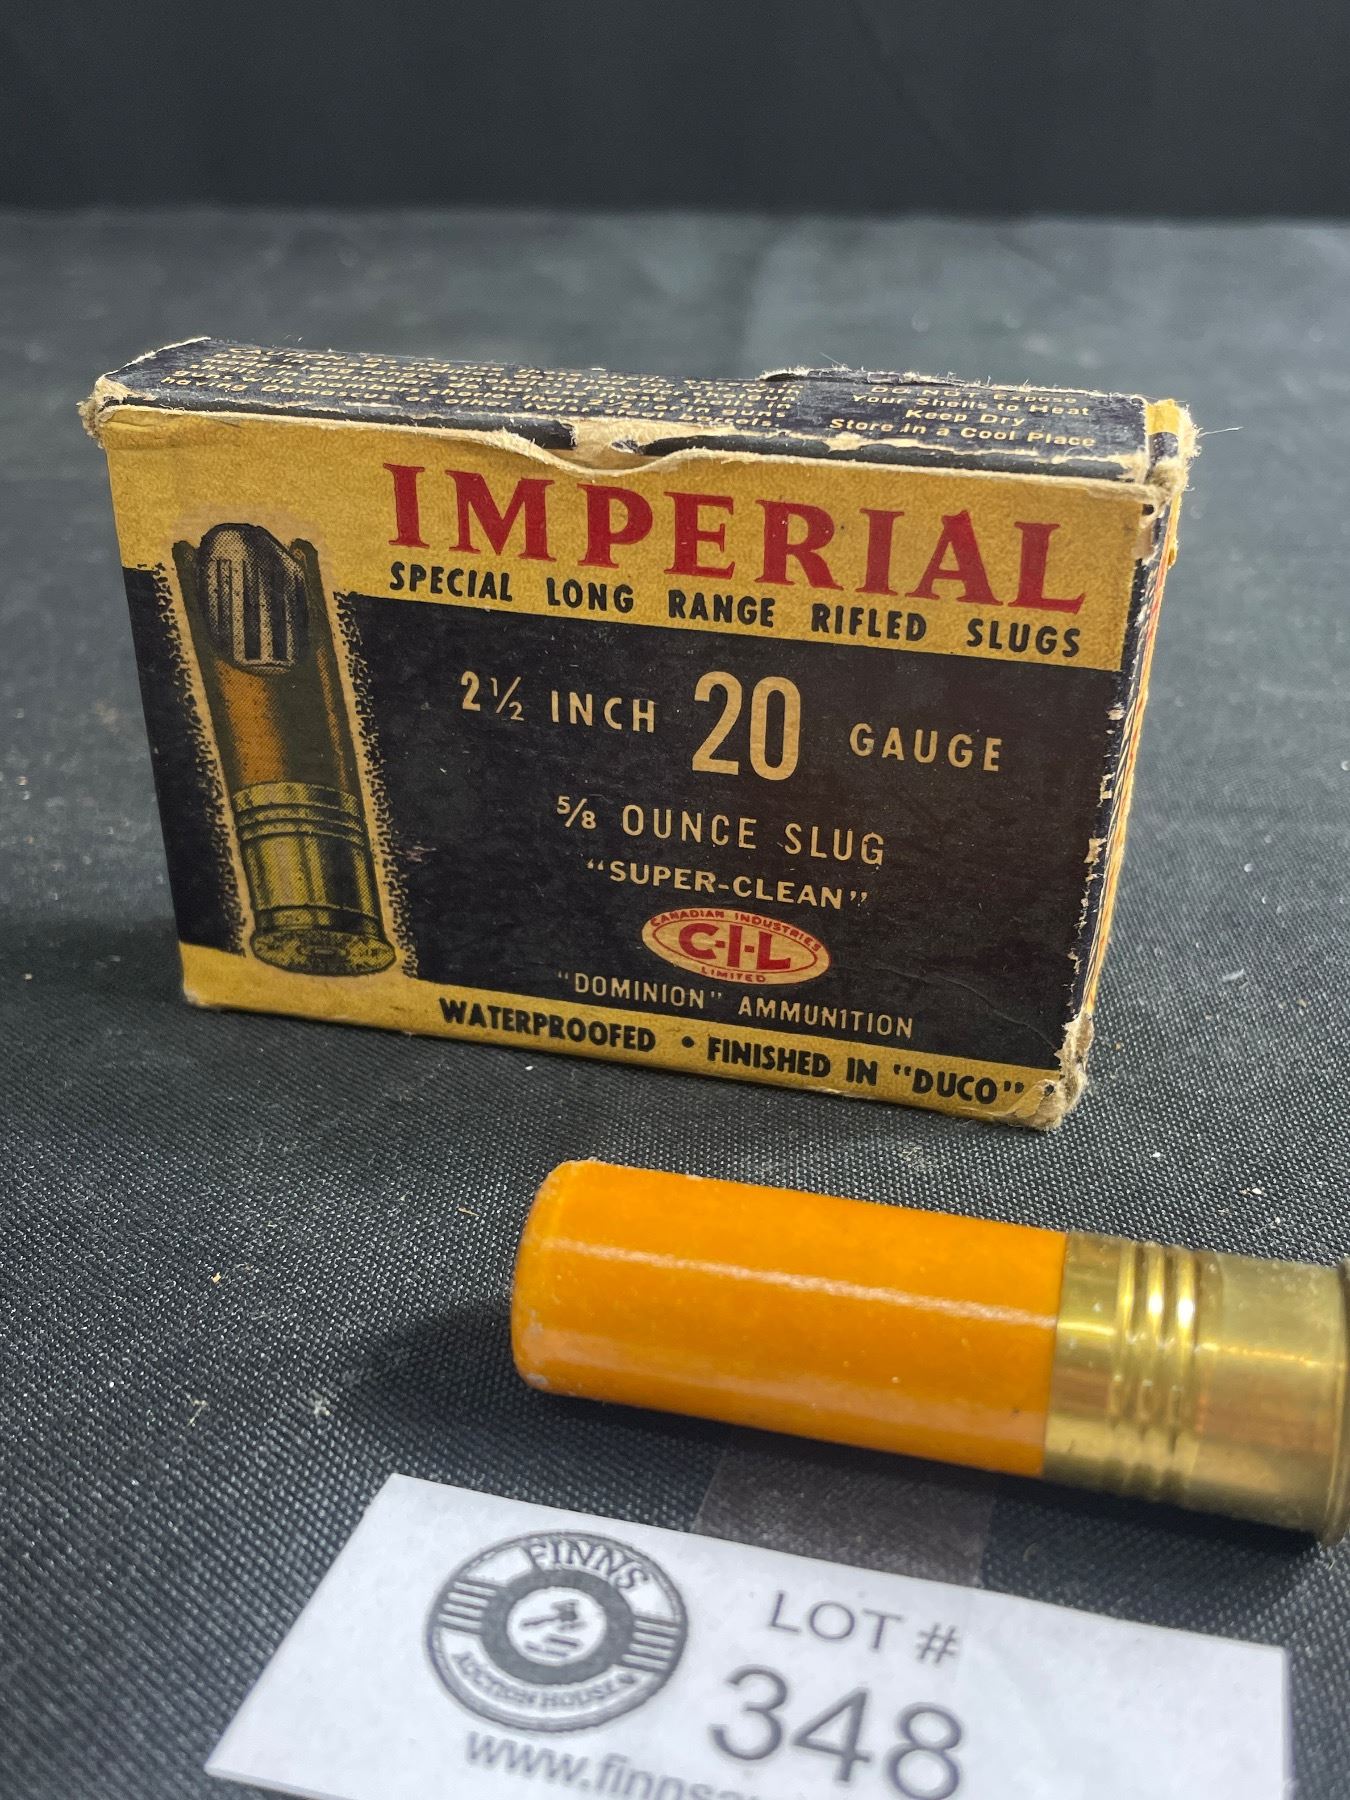 Your Shells to Heat
Keep Dry
Store in a Cool Place
IMPERIAL
SPECIAL LONG RANGE RIFLED SLUGS
2½ INCH 20 GAUGE
5/8 OUNCE SLUG
"SUPER-CLEAN"
CANADIAN INDUSTRIES
C-I-L
LIMITED
"DOMINION" AMMUNITION
WATERPROOFED • FINISHED IN "DUCO"
FINNS
AUCTION HOUSE
LOT #
348